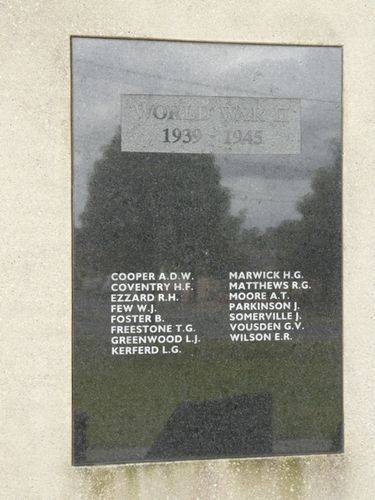 WORLD WAR II
1939 - 1945
COOPER A.D.W.
COVENTRY H.F.
EZZARD R.H.
FEW W.J.
FOSTER B.
FREESTONE T.G.
GREENWOOD L.J.
KERFERD L.G.
MARWICK H.G.
MATTHEWS R.G.
MOORE A.T.
PARKINSON J.
SOMERVILLE J.
VOUSDEN G.V.
WILSON E.R.